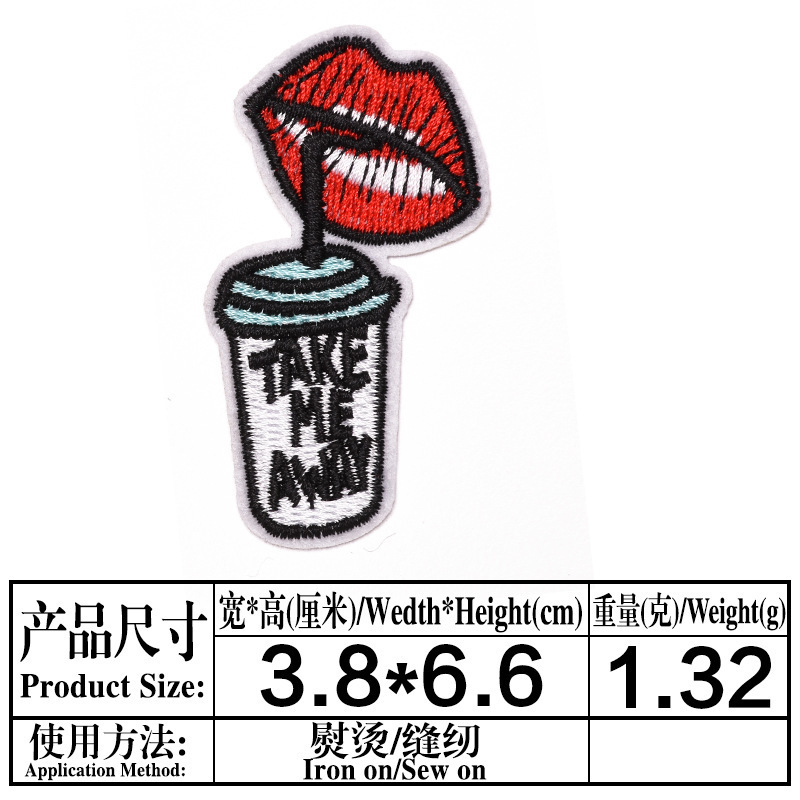 TAKE
ME
AWAY
产品尺寸
Product Size:
宽*高(厘米)/Wedth*Height(cm)
3.8*6.6
重量(克)/Weight(g)
1.32
使用方法:
Application Method:
熨烫/缝纫
Iron on/Sew on